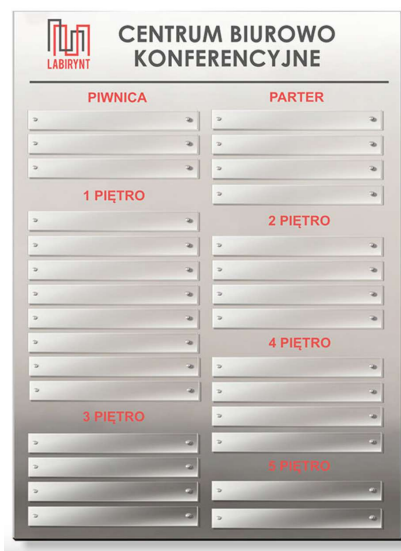 LABIRYNT
CENTRUM BIUROWO
KONFERENCYJNE
PIWNICA
1 PIĘTRO
3 PIĘTRO
PARTER
2 PIĘTRO
4 PIĘTRO
5 PIĘTRO